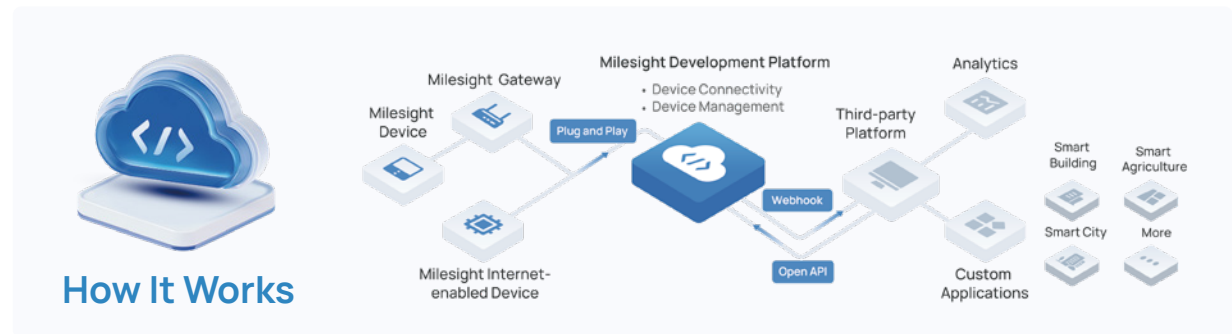 How It Works
Milesight
Device
Milesight Gateway
Milesight Internet-
enabled Device
Plug and Play
Milesight Development Platform
• Device Connectivity
• Device Management
Webhook
Open API
Third-party
Platform
Analytics
Custom
Applications
Smart
Building
Smart
Agriculture
Smart City
More